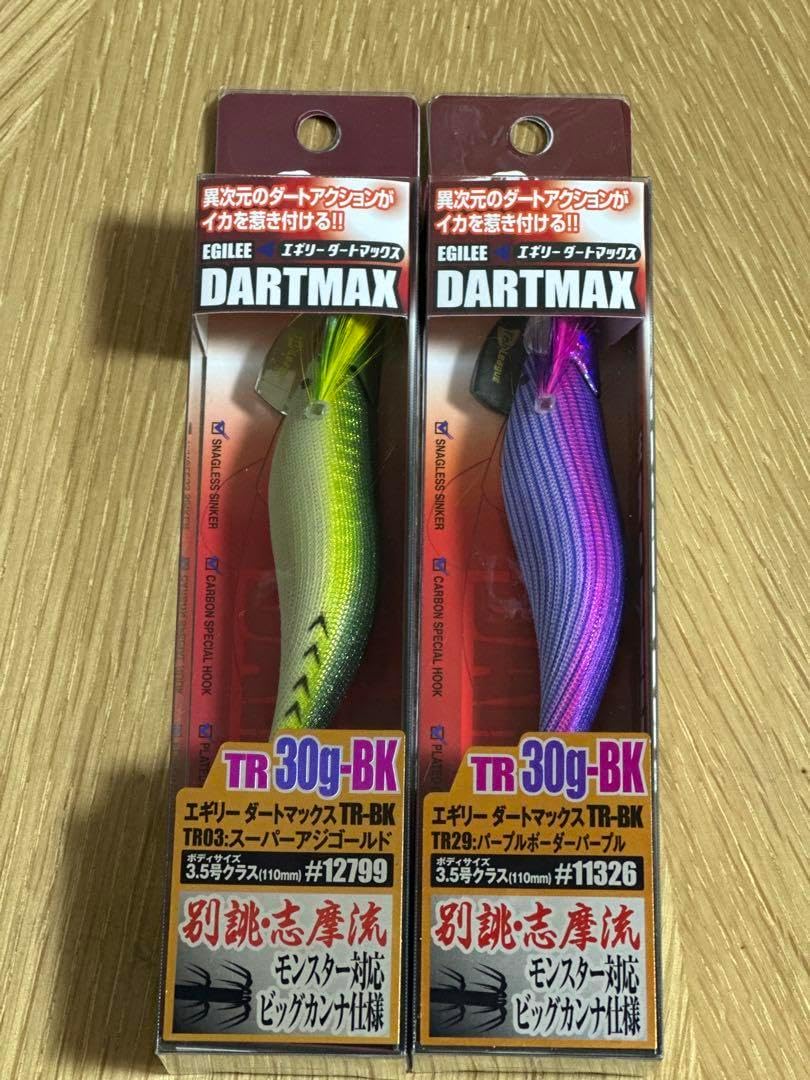 異次元のダートアクションが
イカを惹き付ける!!
EGILEE エギリー ダートマックス
DARTMAX
SNAGLESS SINKER
CARBON SPECIAL HOOK
TR 30g-BK
エギリー ダートマックス TR-BK
TR03:スーパーアジゴールド
ボディサイズ
3.5号クラス(110mm) #12799
別誂・志摩流
モンスター対応
ビッグカンナ仕様
異次元のダートアクションが
イカを惹き付ける!!
EGILEE エギリー ダートマックス
DARTMAX
League
SNAGLESS SINKER
CARBON SPECIAL HOOK
TR 30g-BK
エギリー ダートマックス TR-BK
TR29:パープルボーダーパープル
ボディサイズ
3.5号クラス(110mm) #11326
別誂・志摩流
モンスター対応
ビッグカンナ仕様